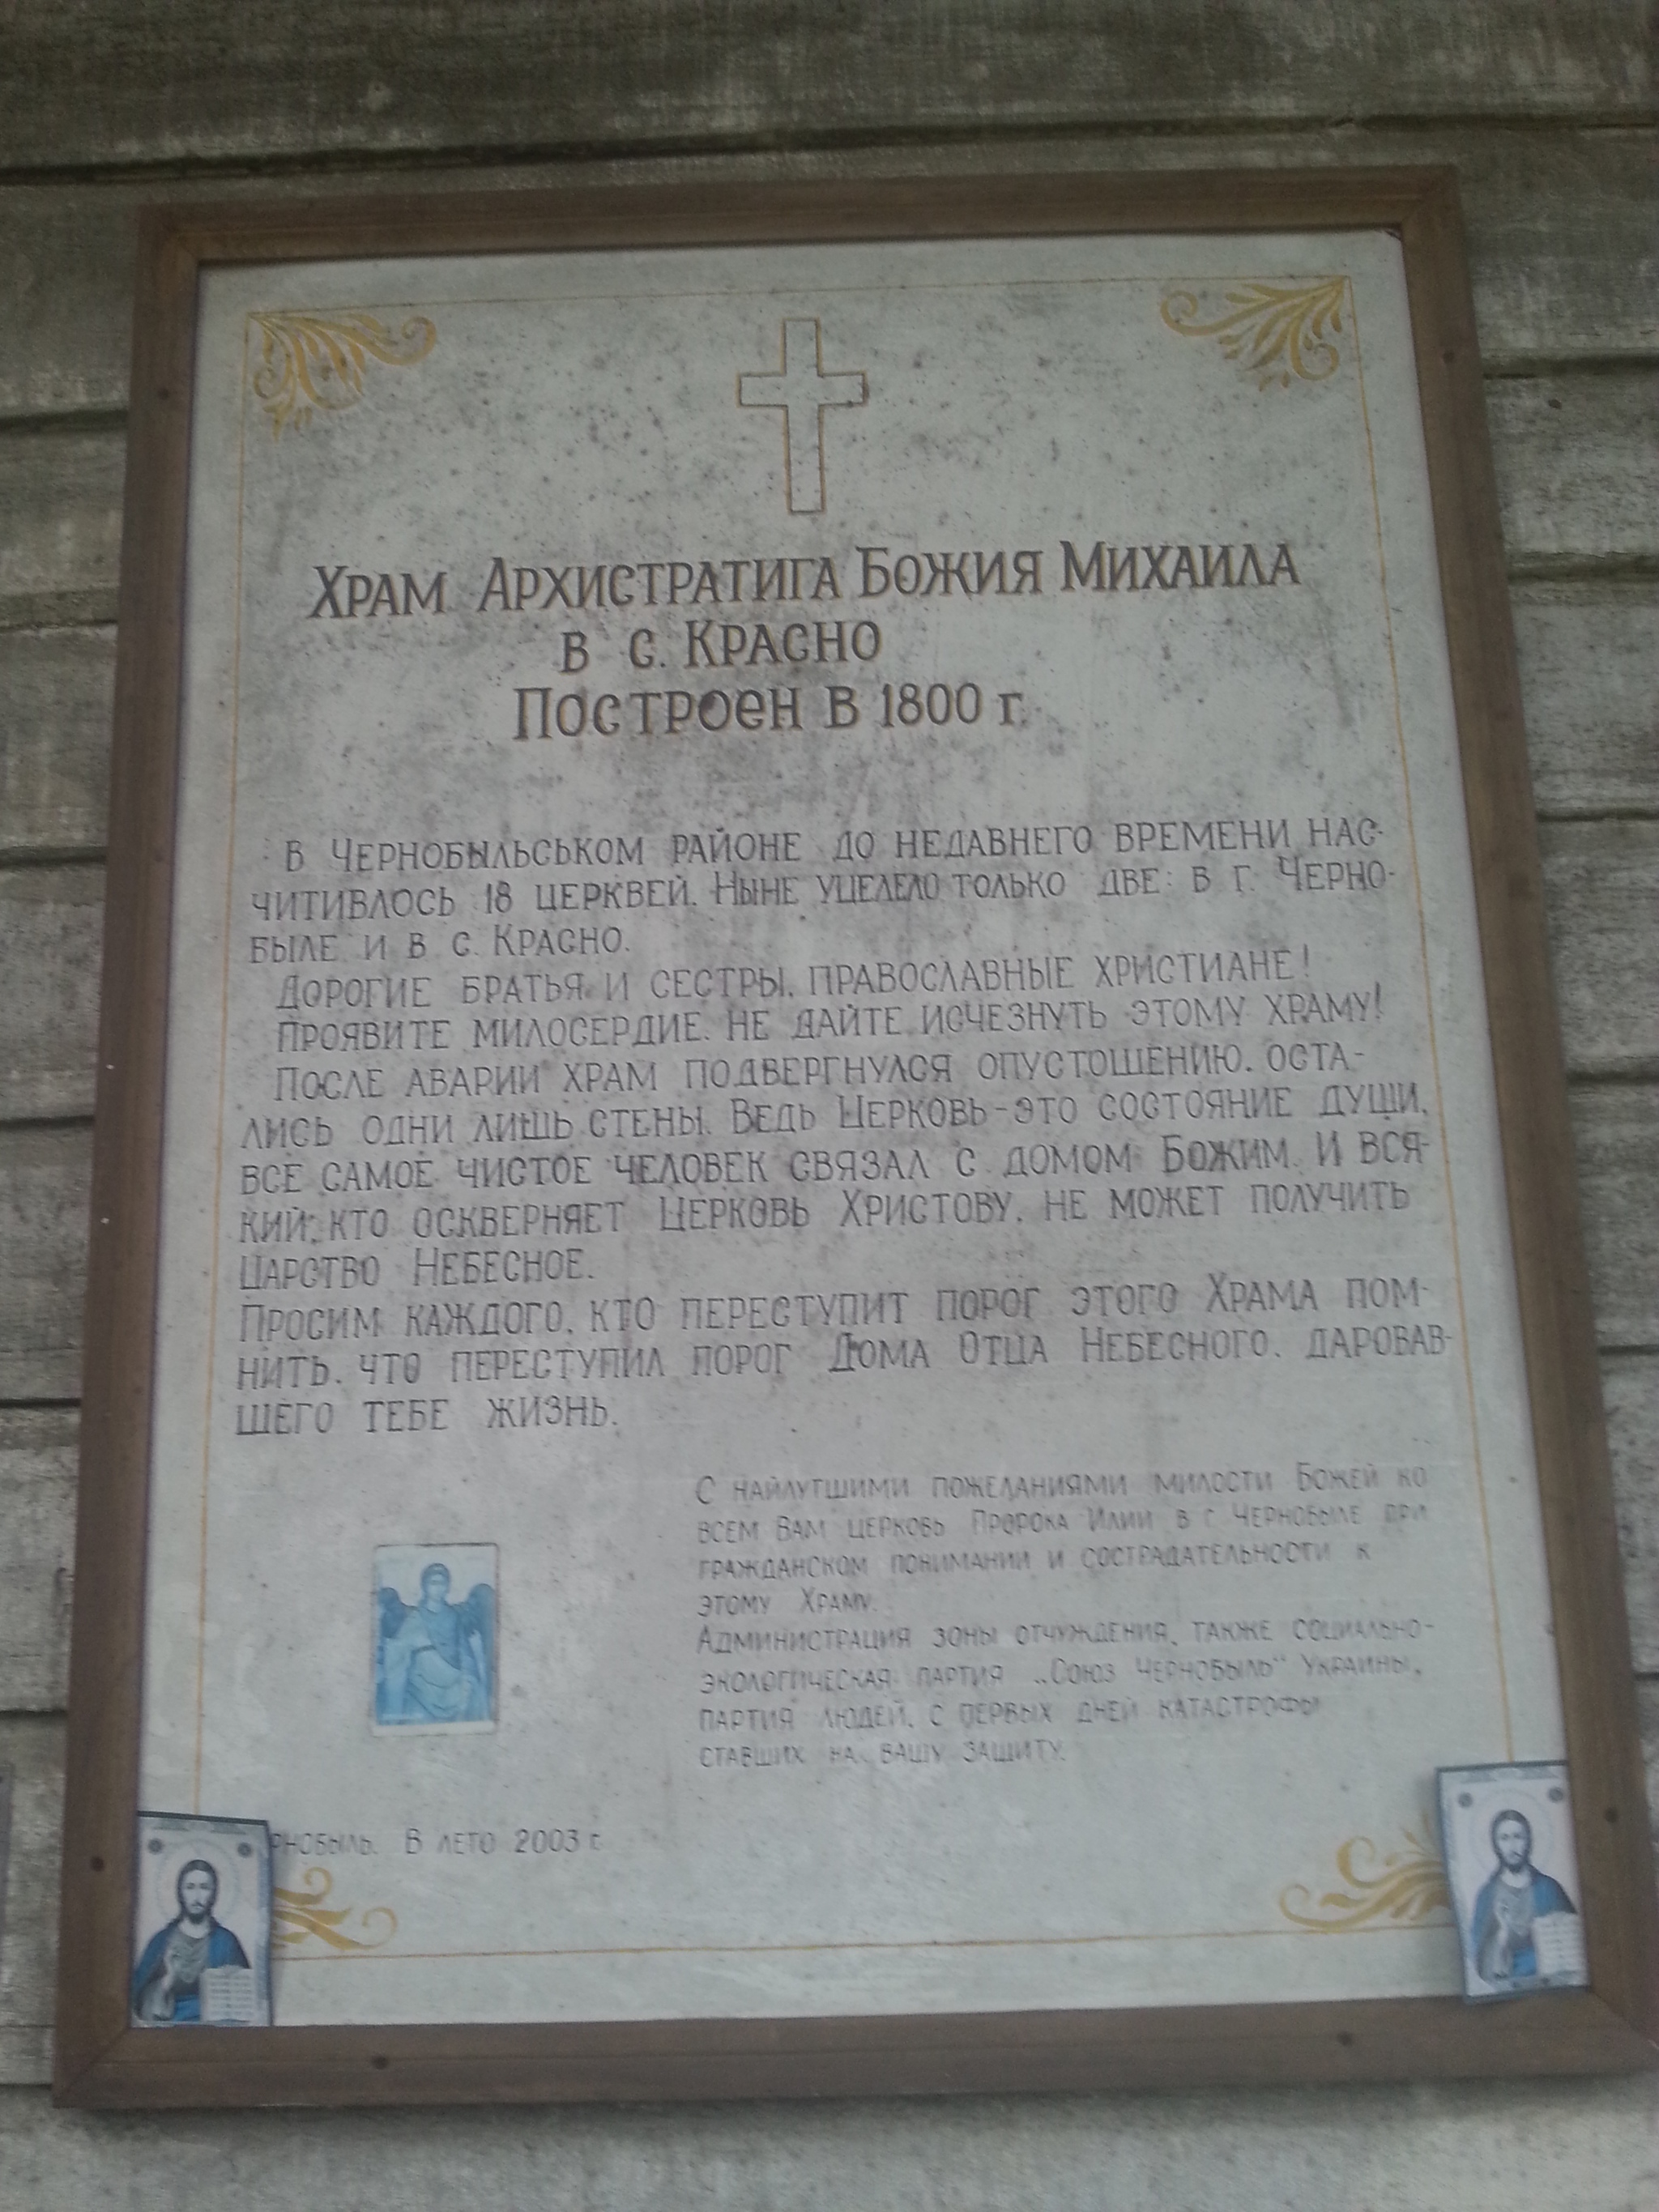 Храм Архистратига Божия Михаила
в с. Красно
Построен в 1800 г.
В Чернобыльськом районе до недавнего времени нас-
читивлось 18 церквей. Ныне уцелело только две: в г. Черно-
быле и в с. Красно.
Дорогие братья и сестры, православные христиане!
Проявите милосердие, не дайте исчезнуть этому храму!
После аварии храм подвергнулся опустошению. Оста-
лись одни лишь стены. Ведь Церковь - это состояние души,
все самое чистое человек связал с домом Божим. И вся-
кий, кто оскверняет Церковь Христову, не может получить
Царство Небесное.
Просим каждого, кто переступит порог этого Храма пом-
нить, что переступил порог Дома Отца Небесного, даровав-
шего тебе жизнь.
С найлутшими пожеланиями милости Божей ко
всем Вам церковь Пророка Илии в г. Чернобыле при
гражданском понимании и сострадательности к
этому Храму.
Администрация зоны отчуждения, также социально-
экологическая партия „Союз Чернобыль" Украины,
партия людей, с первых дней катастрофы
ставших на вашу защиту.
рнобыль. В лето 2003 г.